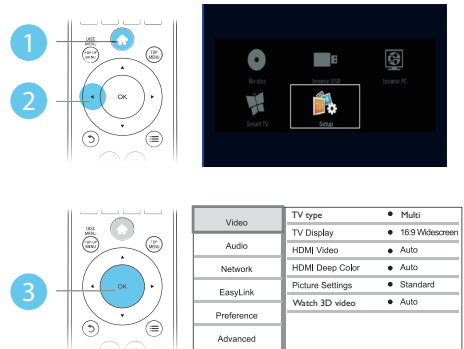 1
DISC
MENU
POP-UP
MENU
TOP
MENU
2
OK
No disc
browse USB
browse PC
Smart TV
Setup
DISC
MENU
POP-UP
MENU
TOP
MENU
3
OK
Video
Audio
Network
EasyLink
Preference
Advanced
TV type ● Multi
TV Display ● 16:9 Widescreen
HDMI Video ● Auto
HDMI Deep Color ● Auto
Picture Settings ● Standard
Watch 3D video ● Auto